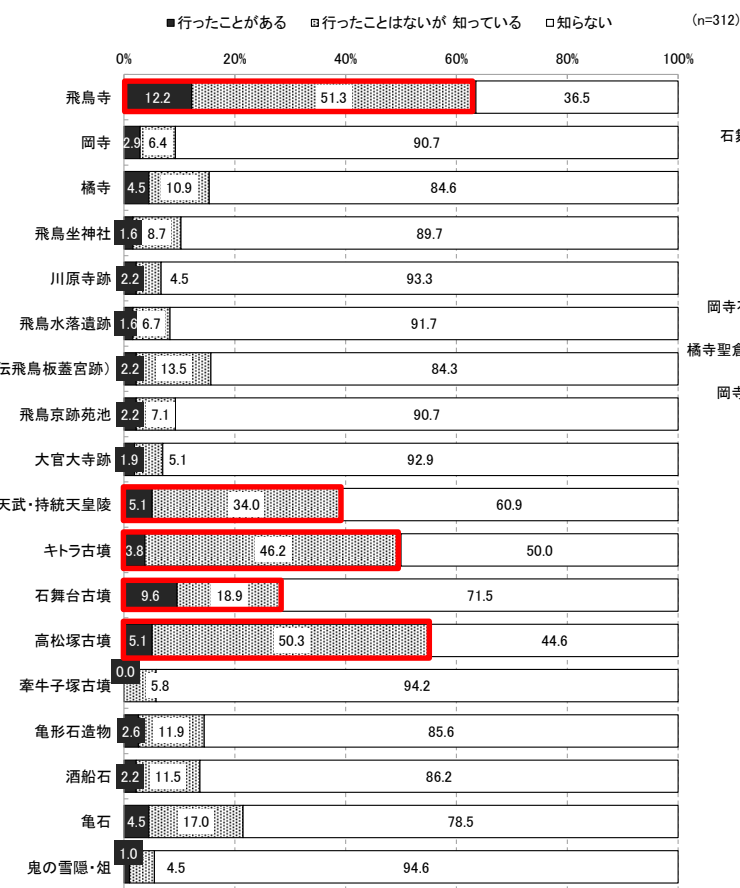 ■行ったことがある ▩行ったことはないが 知っている □知らない (n=312)
0% 20% 40% 60% 80% 100%
飛鳥寺 12.2 51.3 36.5
石舞
岡寺 2.9 6.4 90.7
橘寺 4.5 10.9 84.6
飛鳥坐神社 1.6 8.7 89.7
川原寺跡 2.2 4.5 93.3
岡寺
飛鳥水落遺跡 1.6 6.7 91.7
橘寺聖倉
伝飛鳥板蓋宮跡） 2.2 13.5 84.3
岡寺
飛鳥京跡苑池 2.2 7.1 90.7
大官大寺跡 1.9 5.1 92.9
天武・持統天皇陵 5.1 34.0 60.9
キトラ古墳 3.8 46.2 50.0
石舞台古墳 9.6 18.9 71.5
高松塚古墳 5.1 50.3 44.6
牽牛子塚古墳 0.0 5.8 94.2
亀形石造物 2.6 11.9 85.6
酒船石 2.2 11.5 86.2
亀石 4.5 17.0 78.5
鬼の雪隠・俎 1.0 4.5 94.6